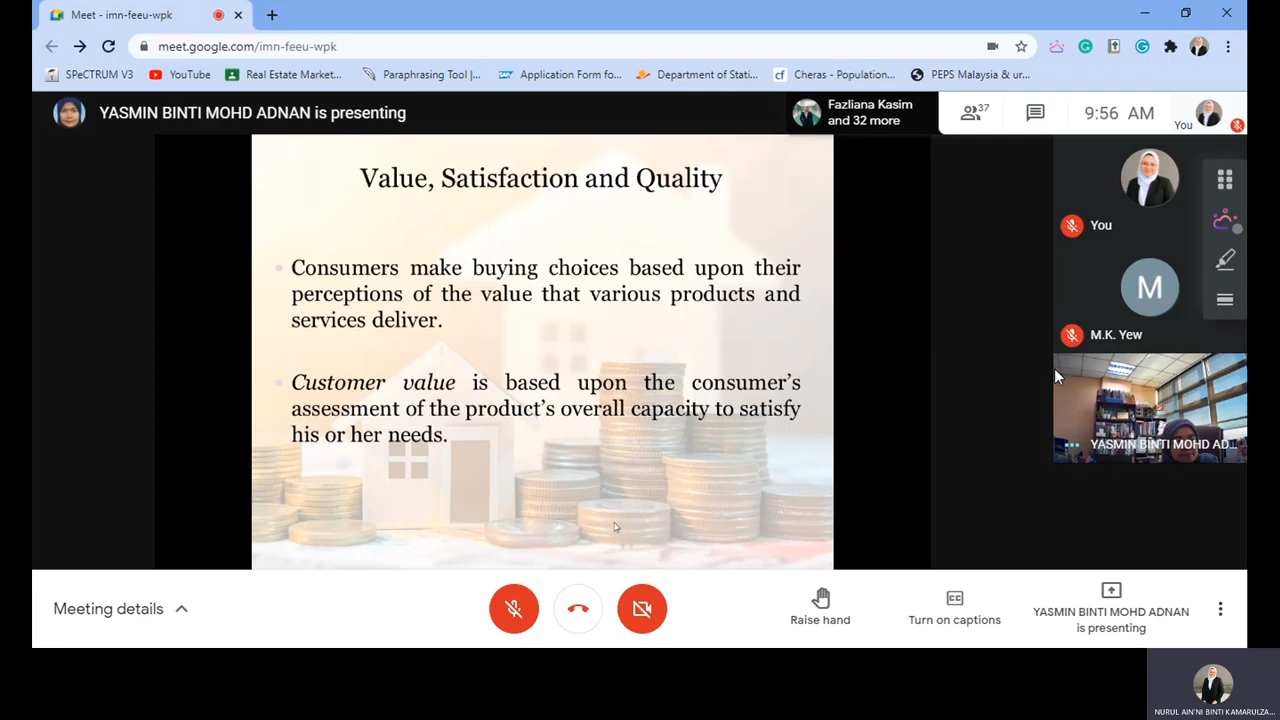 Meet - imn-feeu-wpk
meet.google.com/imn-feeu-wpk
SPeCTRUM V3
YouTube
Real Estate Market...
Paraphrasing Tool |...
Application Form fo...
Department of Stati...
Cheras - Population...
PEPS Malaysia & ur...
YASMIN BINTI MOHD ADNAN is presenting
Fazliana Kasim
and 32 more
37
9:56 AM
You
Value, Satisfaction and Quality
You
Consumers make buying choices based upon their
perceptions of the value that various products and
services deliver.
M
M.K. Yew
Customer value is based upon the consumer's
assessment of the product's overall capacity to satisfy
his or her needs.
YASMIN BINTI MOHD AD...
Meeting details
Raise hand
Turn on captions
YASMIN BINTI MOHD ADNAN
is presenting
NURUL AIN'NI BINTI KAMARULZA...